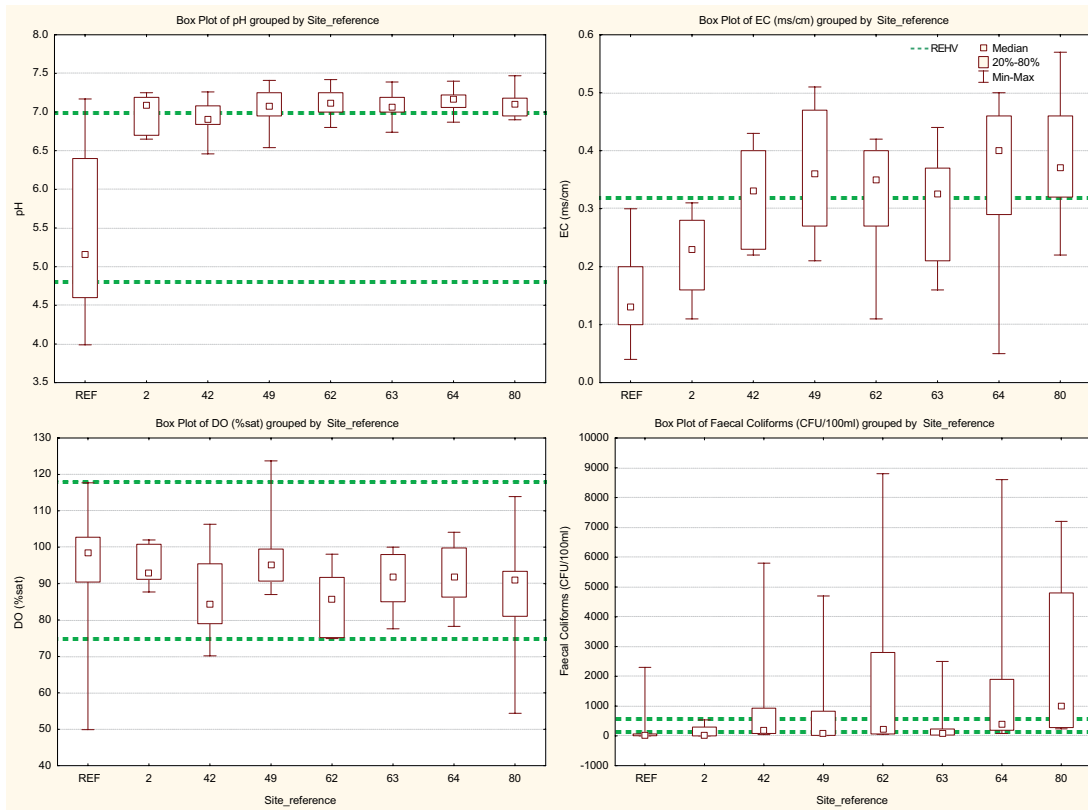 Box Plot of pH grouped by Site_reference
8.0
7.5
7.0
6.5
6.0
5.5
5.0
4.5
4.0
3.5
pH
REF 2 42 49 62 63 64 80
Box Plot of EC (ms/cm) grouped by Site_reference
REHV
Median
20%-80%
Min-Max
0.6
0.5
0.4
0.3
0.2
0.1
0.0
EC (ms/cm)
REF 2 42 49 62 63 64 80
Box Plot of DO (%sat) grouped by Site_reference
130
120
110
100
90
80
70
60
50
40
DO (%sat)
REF 2 42 49 62 63 64 80
Site_reference
Box Plot of Faecal Coliforms (CFU/100ml) grouped by Site_reference
10000
9000
8000
7000
6000
5000
4000
3000
2000
1000
0
-1000
Faecal Coliforms (CFU/100ml)
REF 2 42 49 62 63 64 80
Site_reference